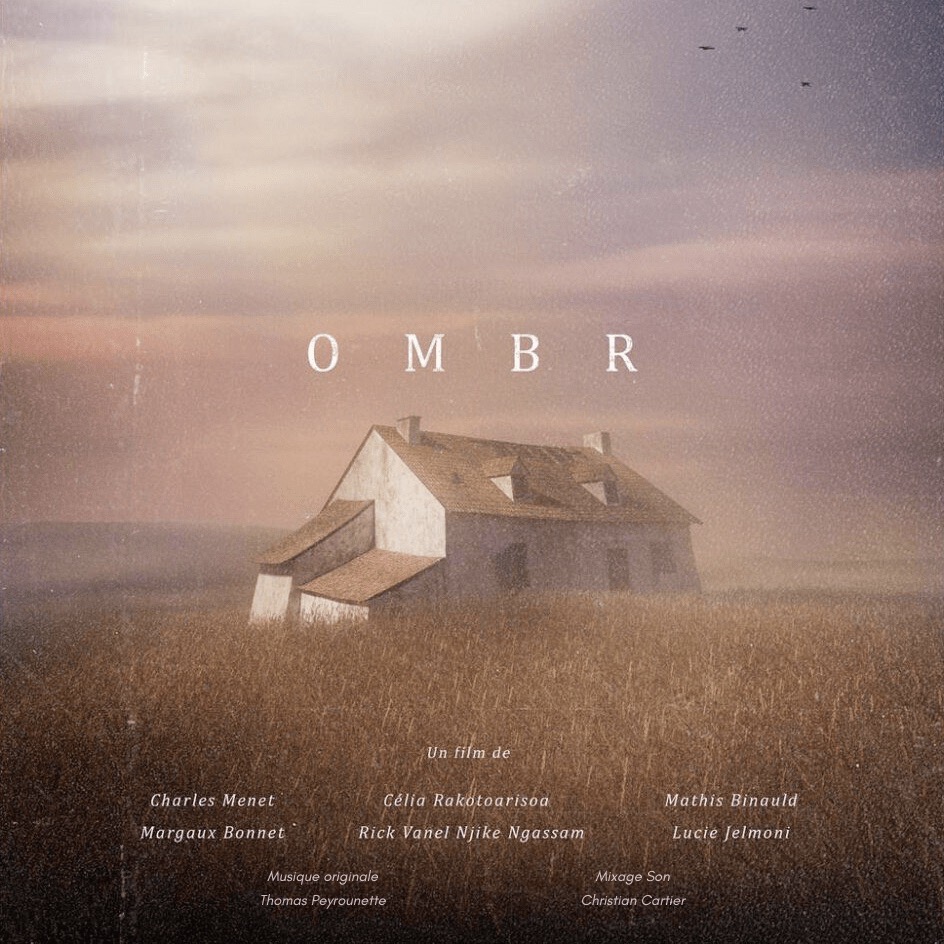 O M B R
Un film de
Charles Menet Célia Rakotoarisoa Mathis Binauld
Margaux Bonnet ` Rick Vanel Njike Ngassam Lucie Jelmoni
Musique originale Mixage Son
Thomas Peyrounette Christian Cartier